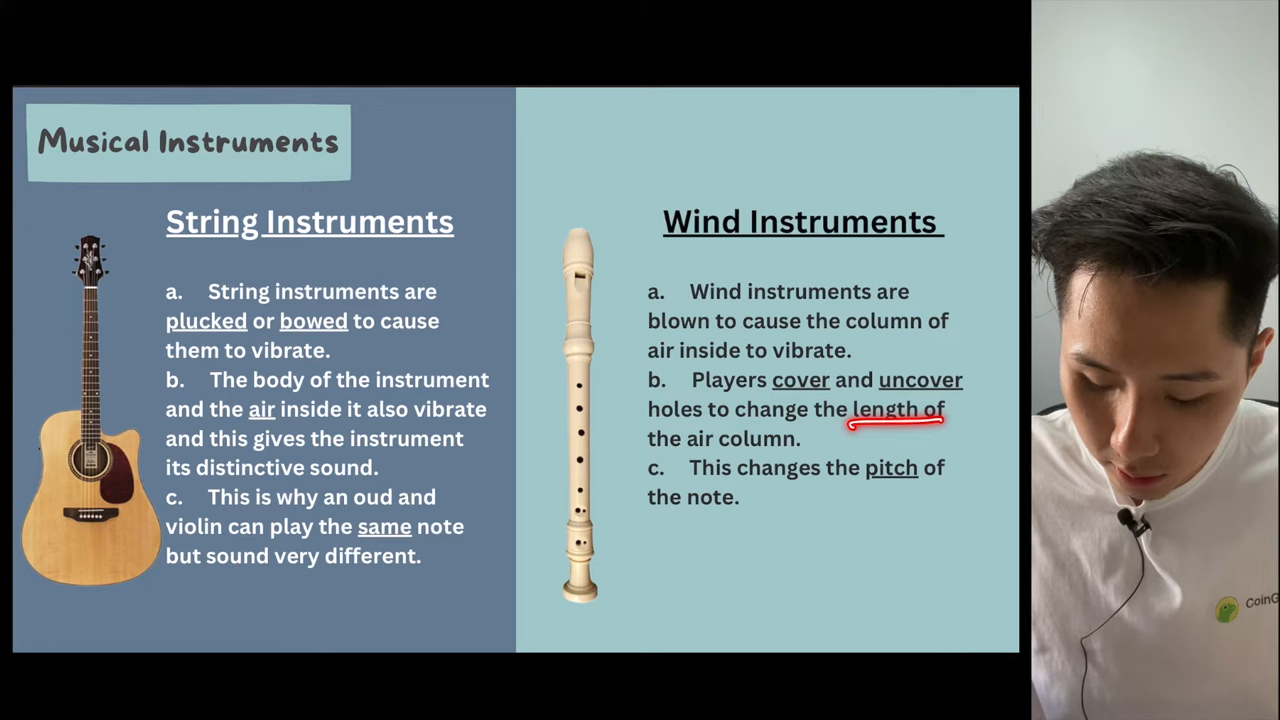 Musical Instruments
String Instruments
a. String instruments are
plucked or bowed to cause
them to vibrate.
b. The body of the instrument
and the air inside it also vibrate
and this gives the instrument
its distinctive sound.
c. This is why an oud and
violin can play the same note
but sound very different.
Wind Instruments
a. Wind instruments are
blown to cause the column of
air inside to vibrate.
b. Players cover and uncover
holes to change the length of
the air column.
c. This changes the pitch of
the note.
CoinG